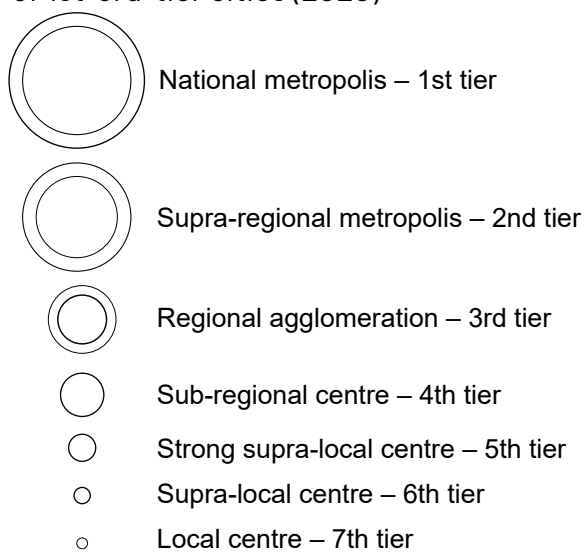 National metropolis – 1st tier
Supra-regional metropolis – 2nd tier
Regional agglomeration – 3rd tier
Sub-regional centre – 4th tier
Strong supra-local centre – 5th tier
Supra-local centre – 6th tier
Local centre – 7th tier